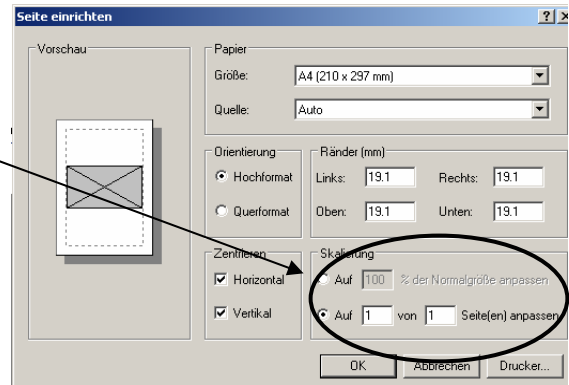 Seite einrichten
Vorschau
Papier
Größe: A4 (210 x 297 mm)
Quelle: Auto
Orientierung
Hochformat
Querformat
Ränder (mm)
Links: 19.1 Rechts: 19.1
Oben: 19.1 Unten: 19.1
Zentrieren
Horizontal
Vertikal
Skalierung
Auf 100 % der Normalgröße anpassen
Auf 1 von 1 Seite(en) anpassen
OK Abbrechen Drucker...